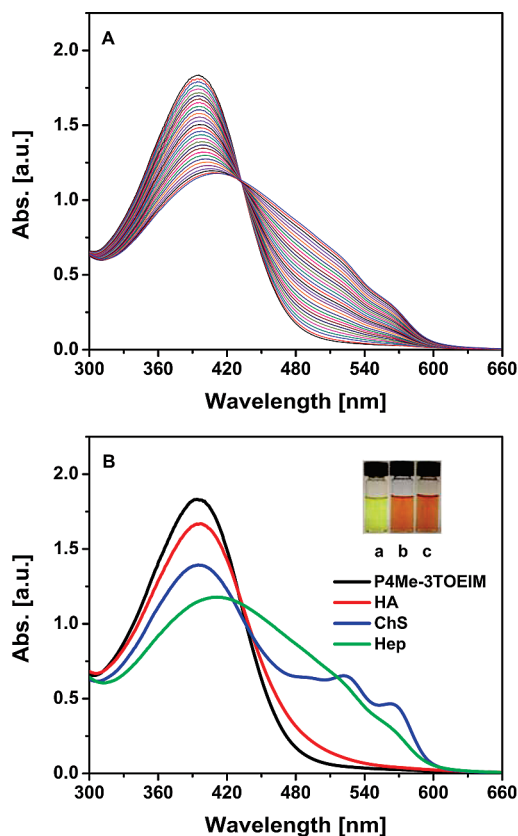 A
2.0
1.5
1.0
0.5
0.0
Abs. [a.u.]
300 360 420 480 540 600 660
Wavelength [nm]
B
2.0
1.5
1.0
0.5
0.0
Abs. [a.u.]
a b c
P4Me-3TOEIM
HA
ChS
Hep
300 360 420 480 540 600 660
Wavelength [nm]